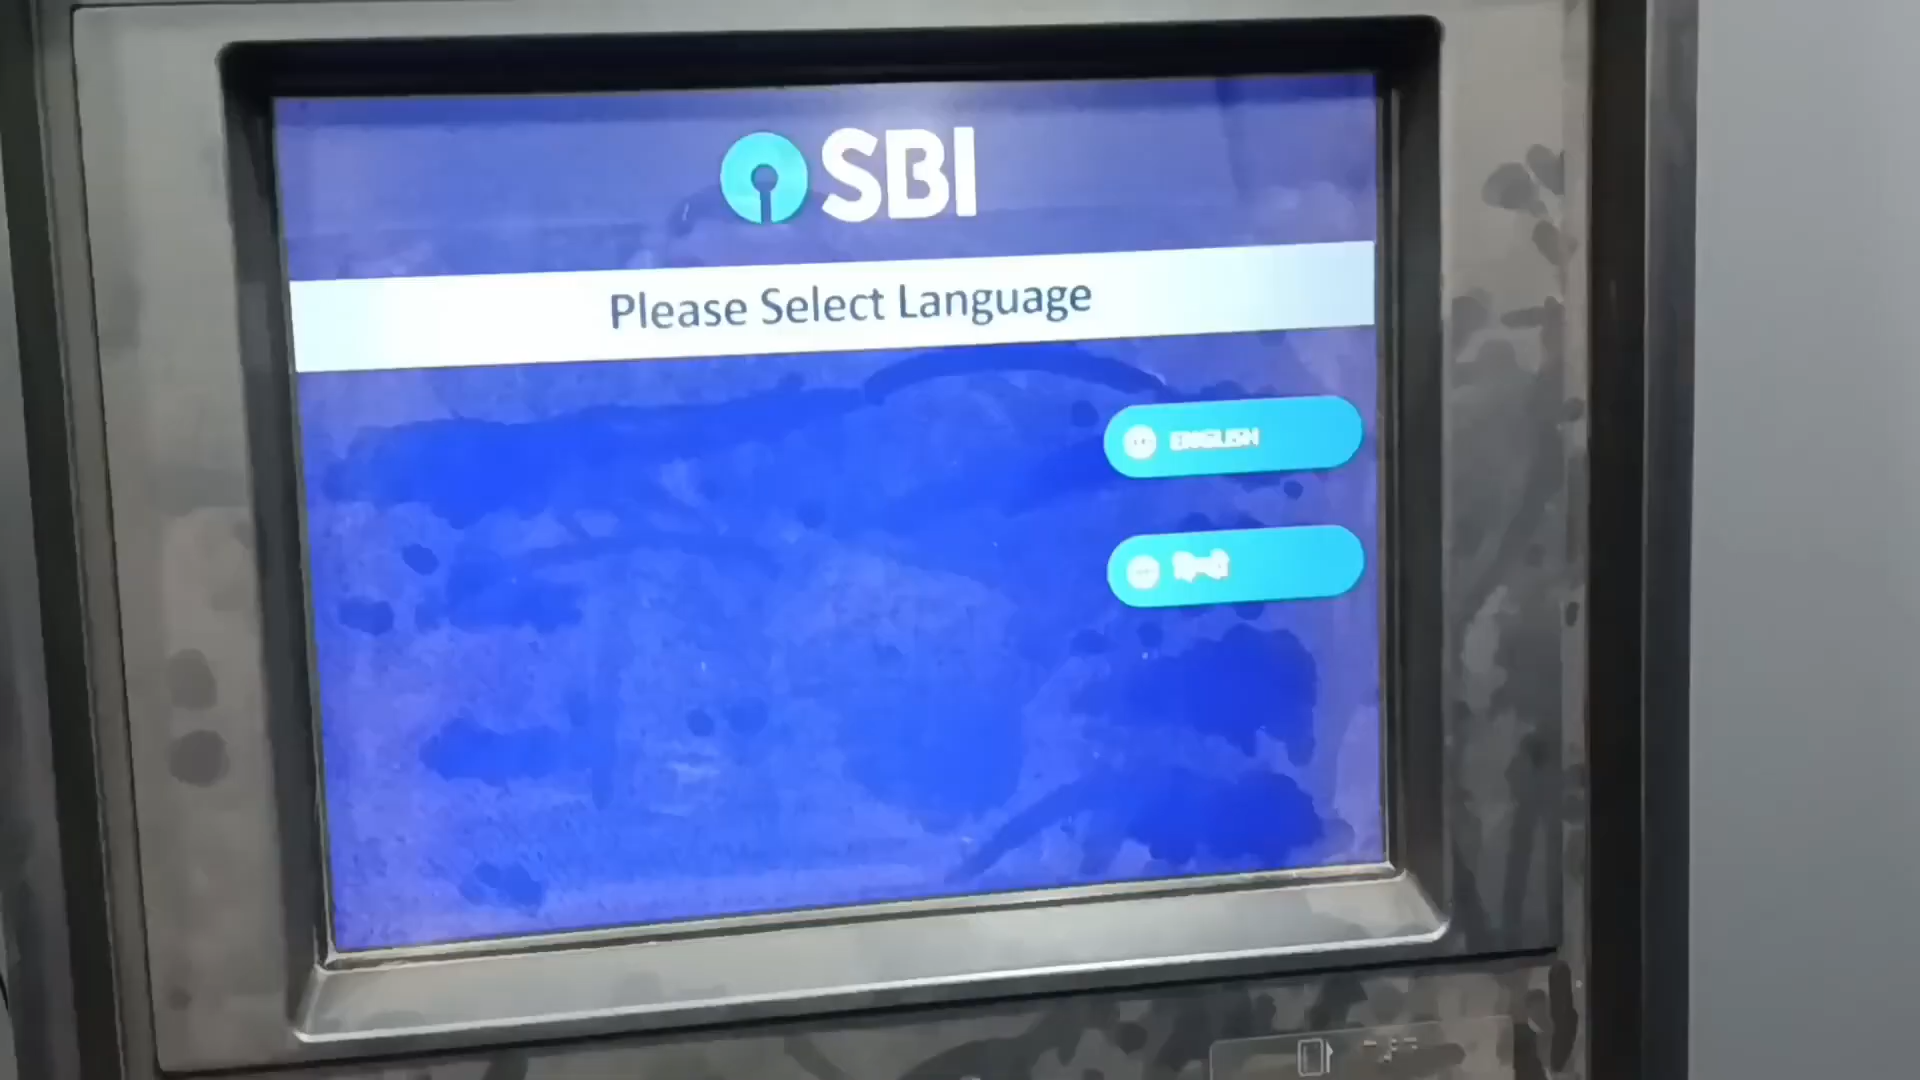 SBI
Please Select Language
ENGLISH
हिन्दी